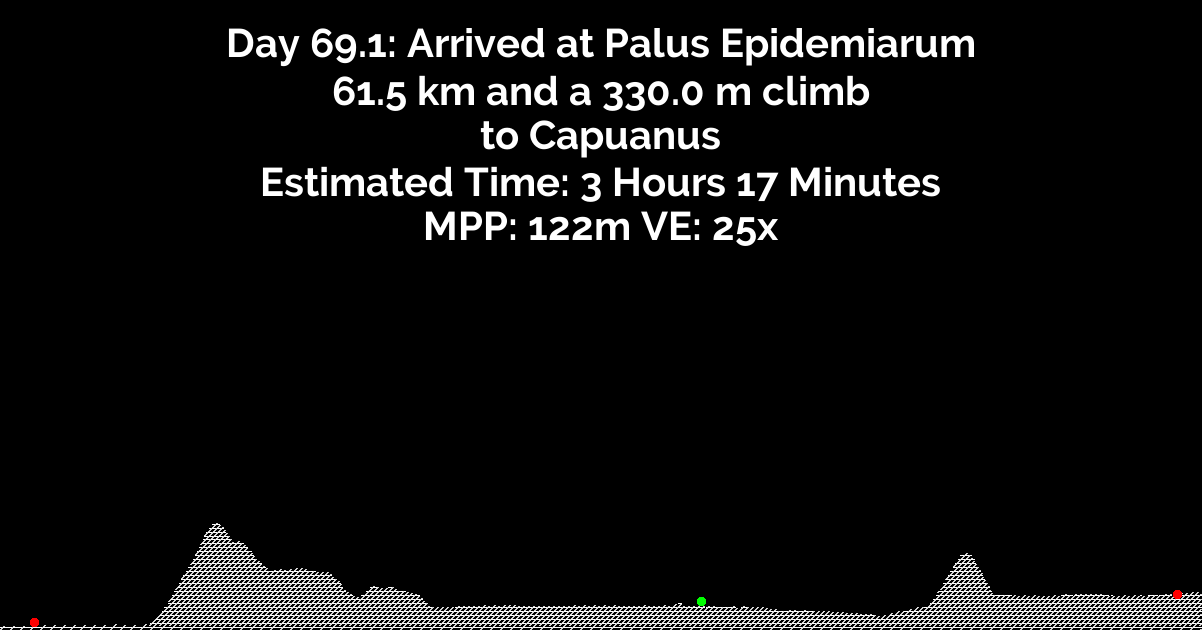 Day 69.1: Arrived at Palus Epidemiarum
61.5 km and a 330.0 m climb
to Capuanus
Estimated Time: 3 Hours 17 Minutes
MPP: 122m VE: 25x